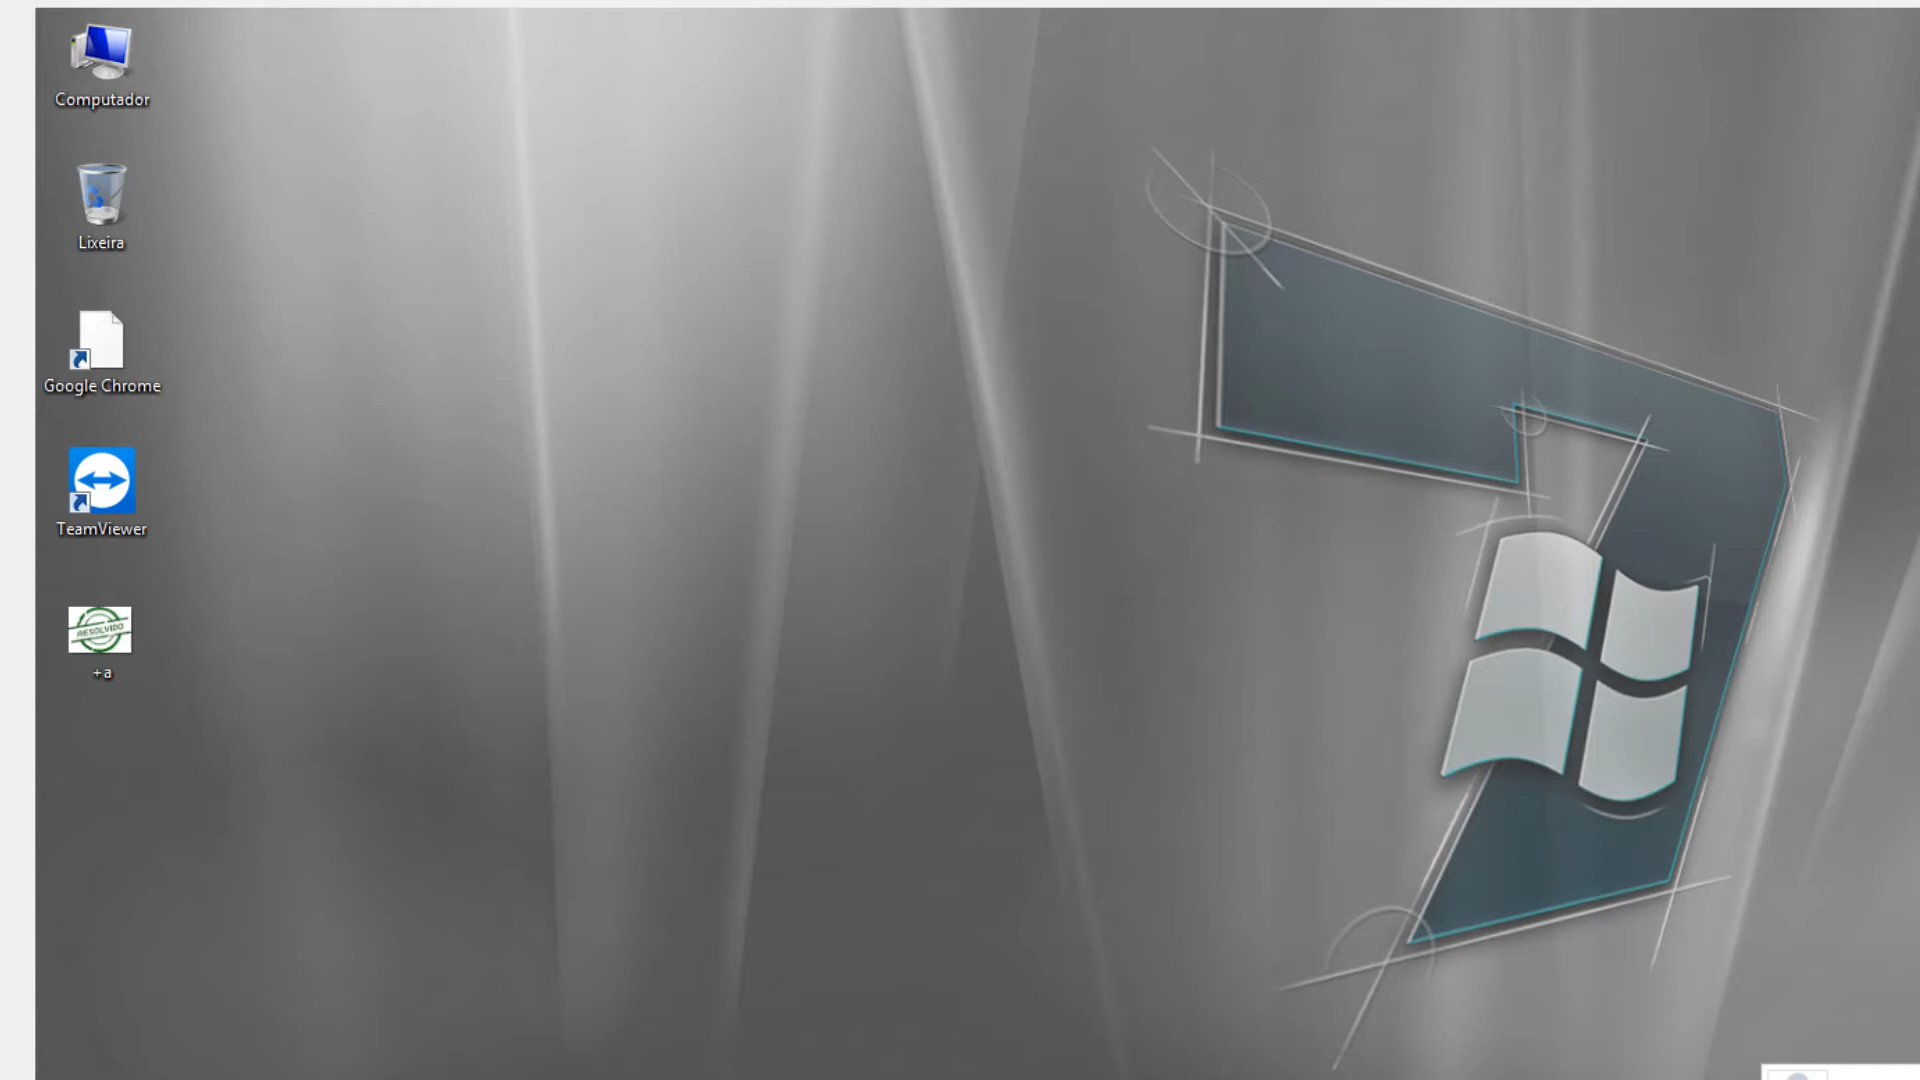 Computador
Lixeira
Google Chrome
TeamViewer
RESOLVIDO
+a